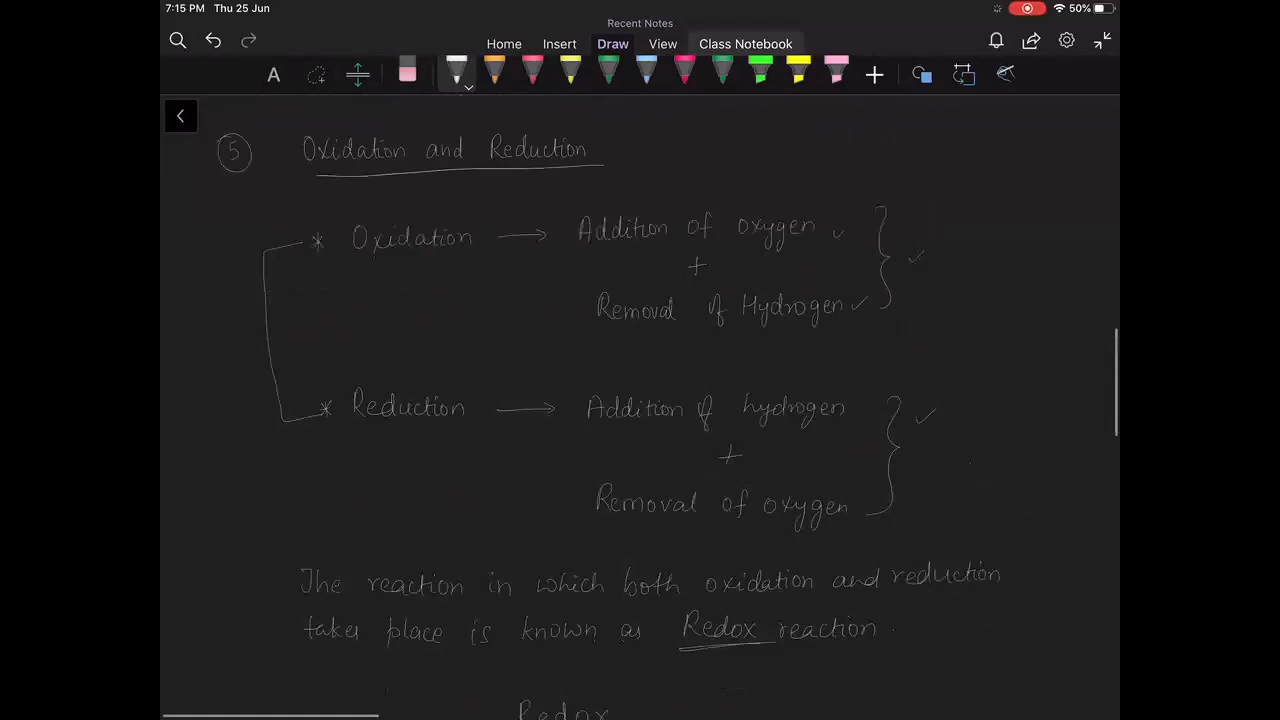 7:15 PM Thu 25 Jun
50%
Recent Notes
Home Insert Draw View Class Notebook
A
5 Oxidation and Reduction
* Oxidation → Addition of oxygen ✓
+
Removal of Hydrogen ✓
* Reduction → Addition of hydrogen
+
Removal of oxygen
The reaction in which both oxidation and reduction
takes place is known as Redox reaction.
Redox